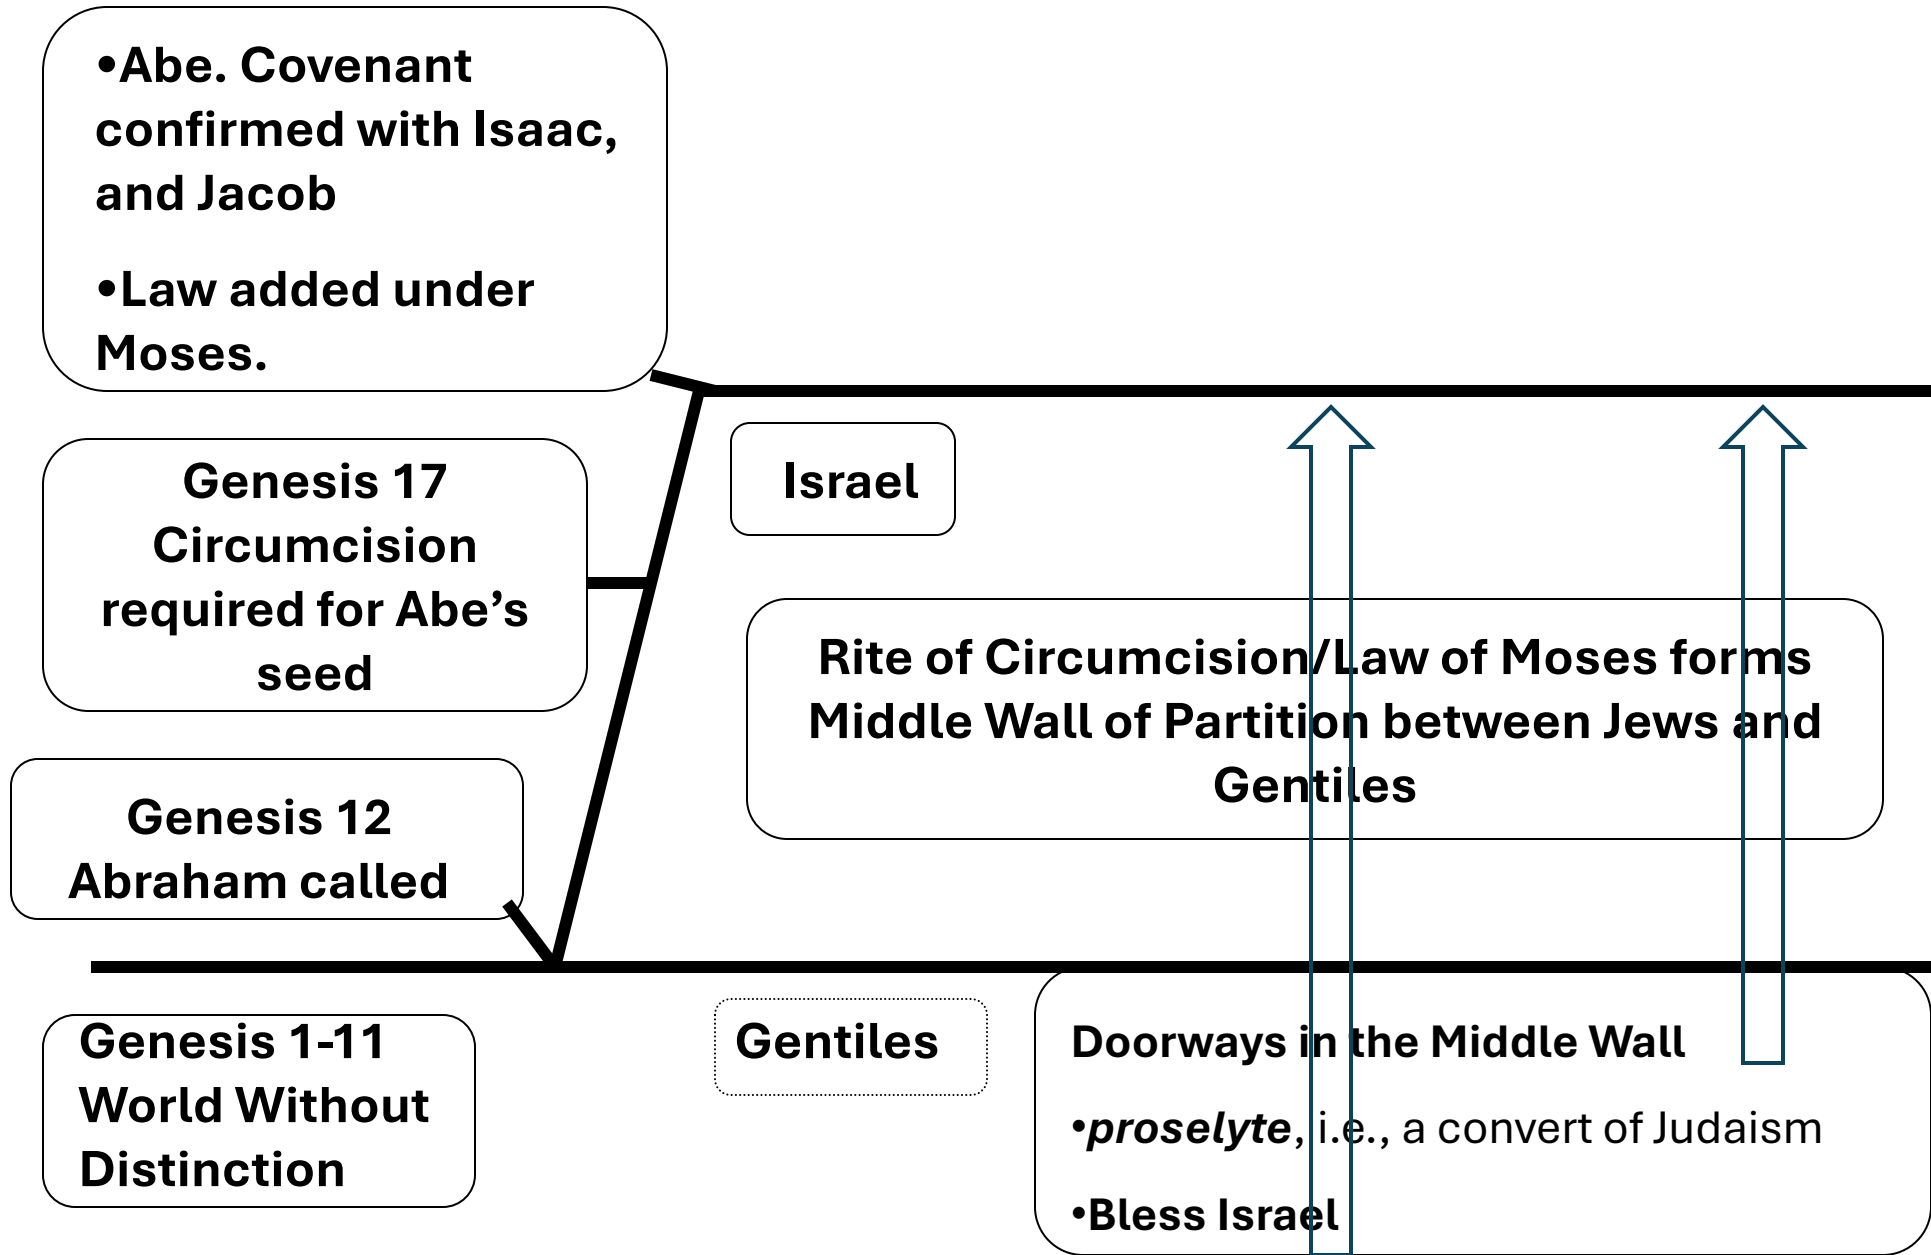 •Abe. Covenant
confirmed with Isaac,
and Jacob
•Law added under
Moses.
Genesis 17
Circumcision
required for Abe’s
seed
Genesis 12
Abraham called
Genesis 1-11
World Without
Distinction
Israel
Rite of Circumcision/Law of Moses forms
Middle Wall of Partition between Jews and
Gentiles
Gentiles
Doorways in the Middle Wall
•proselyte, i.e., a convert of Judaism
•Bless Israel